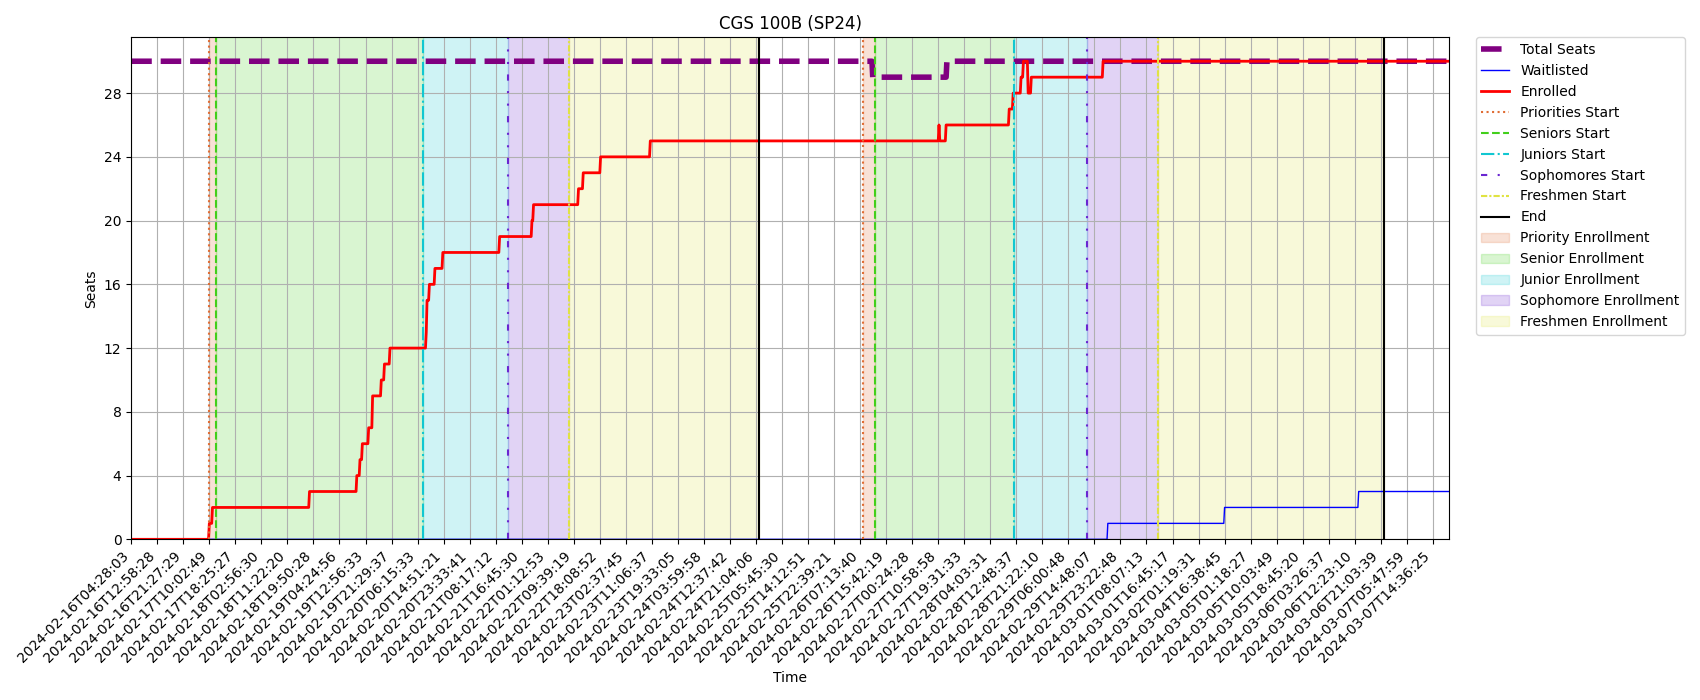 CGS 100B (SP24)
Seats
28
24
20
16
12
8
4
0
2024-02-16T04:28:03
2024-02-16T12:58:28
2024-02-16T21:27:29
2024-02-17T10:02:49
2024-02-17T18:25:27
2024-02-18T02:56:30
2024-02-18T11:22:20
2024-02-18T19:50:28
2024-02-19T04:24:56
2024-02-19T12:56:33
2024-02-19T21:29:37
2024-02-20T06:15:33
2024-02-20T14:51:21
2024-02-20T23:33:41
2024-02-21T08:17:12
2024-02-21T16:45:30
2024-02-22T01:12:53
2024-02-22T09:39:19
2024-02-22T18:08:52
2024-02-23T02:37:45
2024-02-23T11:06:37
2024-02-23T19:33:05
2024-02-24T03:59:58
2024-02-24T12:37:42
2024-02-24T21:04:06
2024-02-25T05:45:30
2024-02-25T14:12:51
2024-02-25T22:39:21
2024-02-26T07:13:40
2024-02-26T15:42:19
2024-02-27T00:24:28
2024-02-27T10:58:58
2024-02-27T19:31:33
2024-02-28T04:03:31
2024-02-28T12:48:37
2024-02-28T21:22:10
2024-02-29T06:00:48
2024-02-29T14:48:07
2024-02-29T23:22:48
2024-03-01T08:07:13
2024-03-01T16:45:17
2024-03-02T01:19:31
2024-03-04T16:38:45
2024-03-05T01:18:27
2024-03-05T10:03:49
2024-03-05T18:45:20
2024-03-06T03:26:37
2024-03-06T12:23:10
2024-03-06T21:03:39
2024-03-07T05:47:59
2024-03-07T14:36:25
Time
Total Seats
Waitlisted
Enrolled
Priorities Start
Seniors Start
Juniors Start
Sophomores Start
Freshmen Start
End
Priority Enrollment
Senior Enrollment
Junior Enrollment
Sophomore Enrollment
Freshmen Enrollment